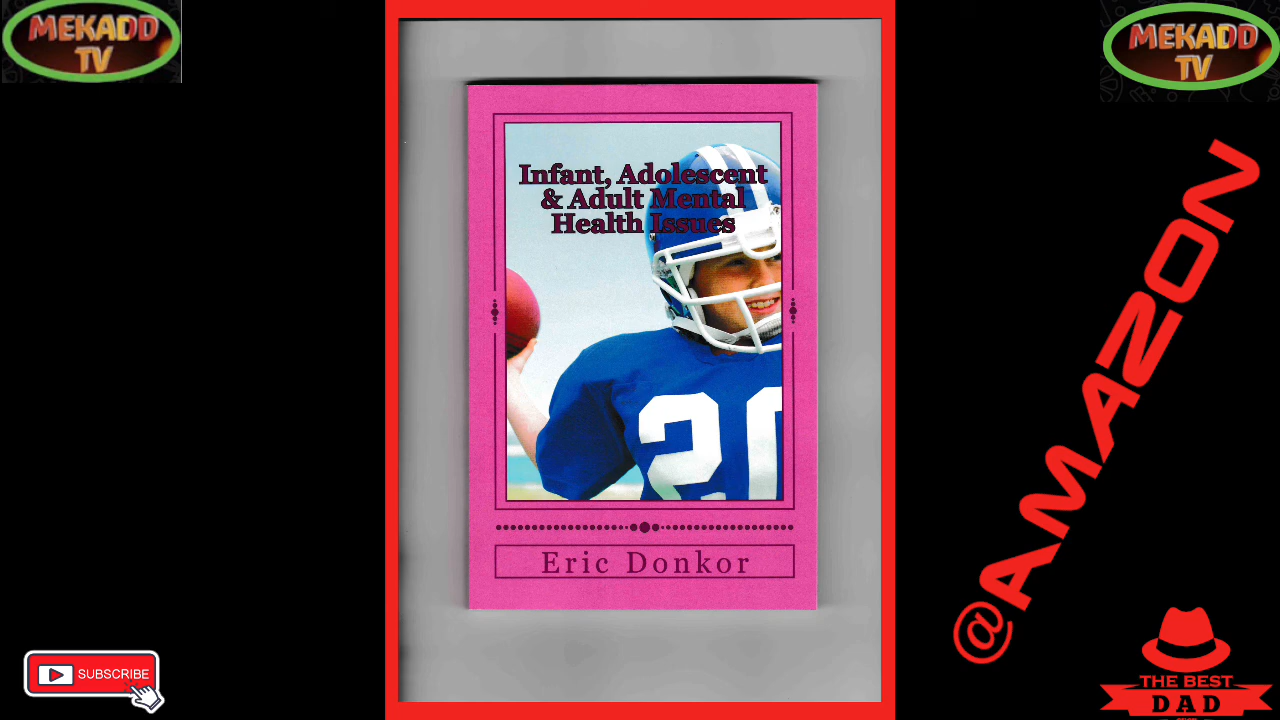 MEKADD
TV
MEKADD
TV
Infant, Adolescent
& Adult Mental
Health Issues
20
Eric Donkor
@AMAZON
SUBSCRIBE
THE BEST
DAD